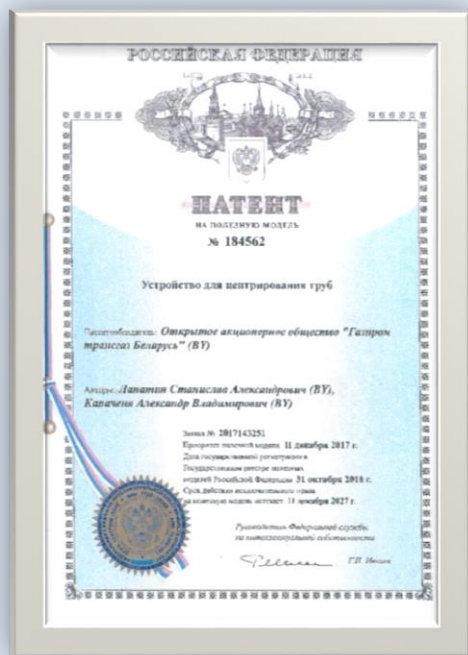 РОССИЙСКАЯ ФЕДЕРАЦИЯ
ПАТЕНТ
НА ПОЛЕЗНУЮ МОДЕЛЬ
№ 184562
Устройство для центрирования труб
Патентообладатель: Открытое акционерное общество "Газпром
трансгаз Беларусь" (BY)
Авторы: Лапатин Станислав Александрович (BY),
Капаченя Александр Владимирович (BY)
Заявка № 2017143251
Приоритет полезной модели 11 декабря 2017 г.
Дата государственной регистрации в
Государственном реестре полезных
моделей Российской Федерации 31 октября 2018 г.
Срок действия исключительного права
на полезную модель истекает 11 декабря 2027 г.
Руководитель Федеральной службы
по интеллектуальной собственности
Г.П. Ивлиев